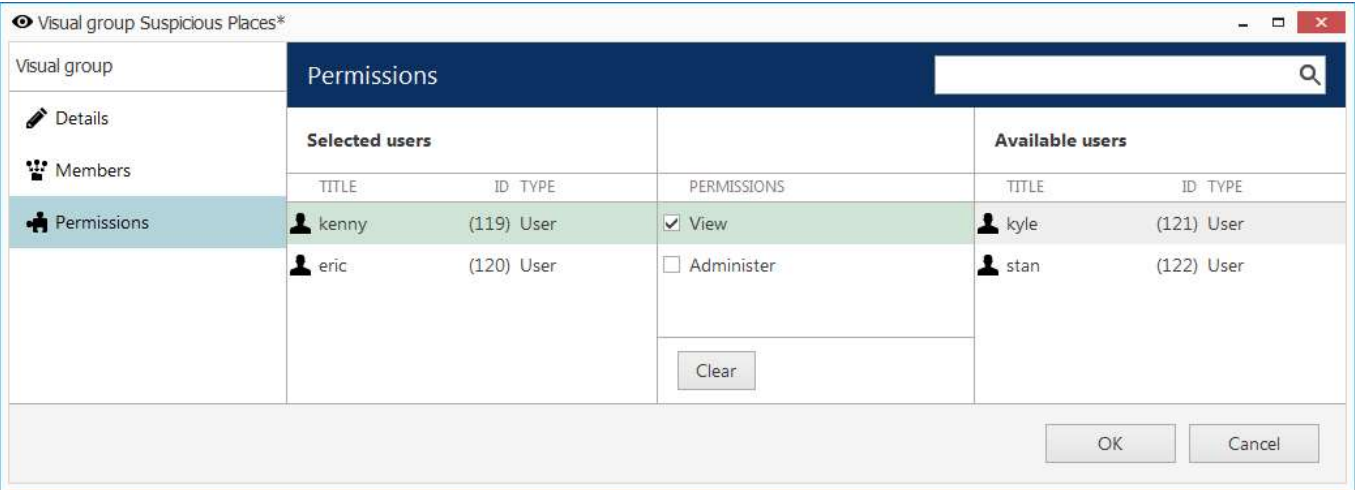 Visual group Suspicious Places*
Visual group
Permissions
Details
Members
Permissions
Selected users
Available users
TITLE ID TYPE
PERMISSIONS
TITLE ID TYPE
kenny (119) User
View
kyle (121) User
eric (120) User
Administer
stan (122) User
Clear
OK
Cancel